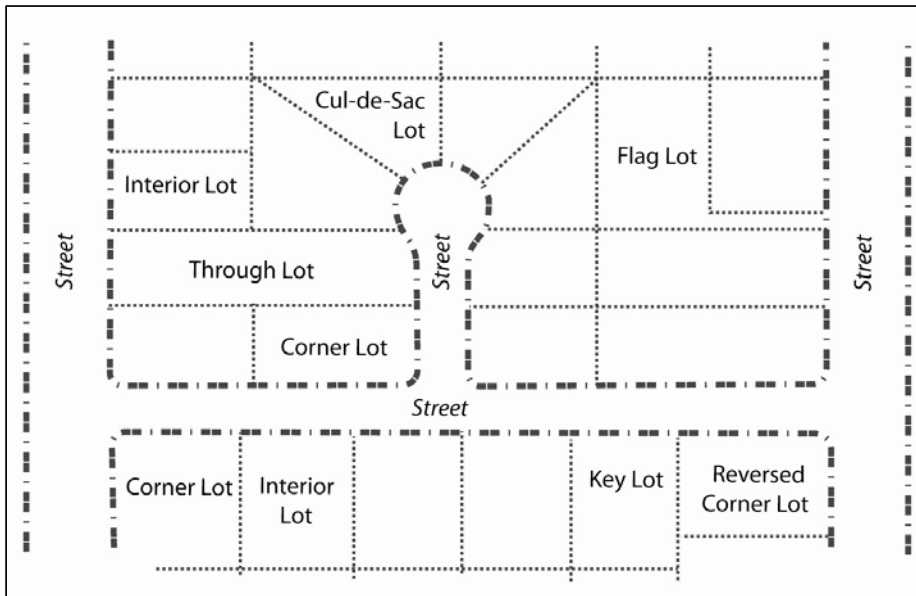 Cul-de-Sac
Lot
Flag Lot
Interior Lot
Street
Through Lot
Street
Street
Corner Lot
Street
Corner Lot
Interior
Lot
Key Lot
Reversed
Corner Lot